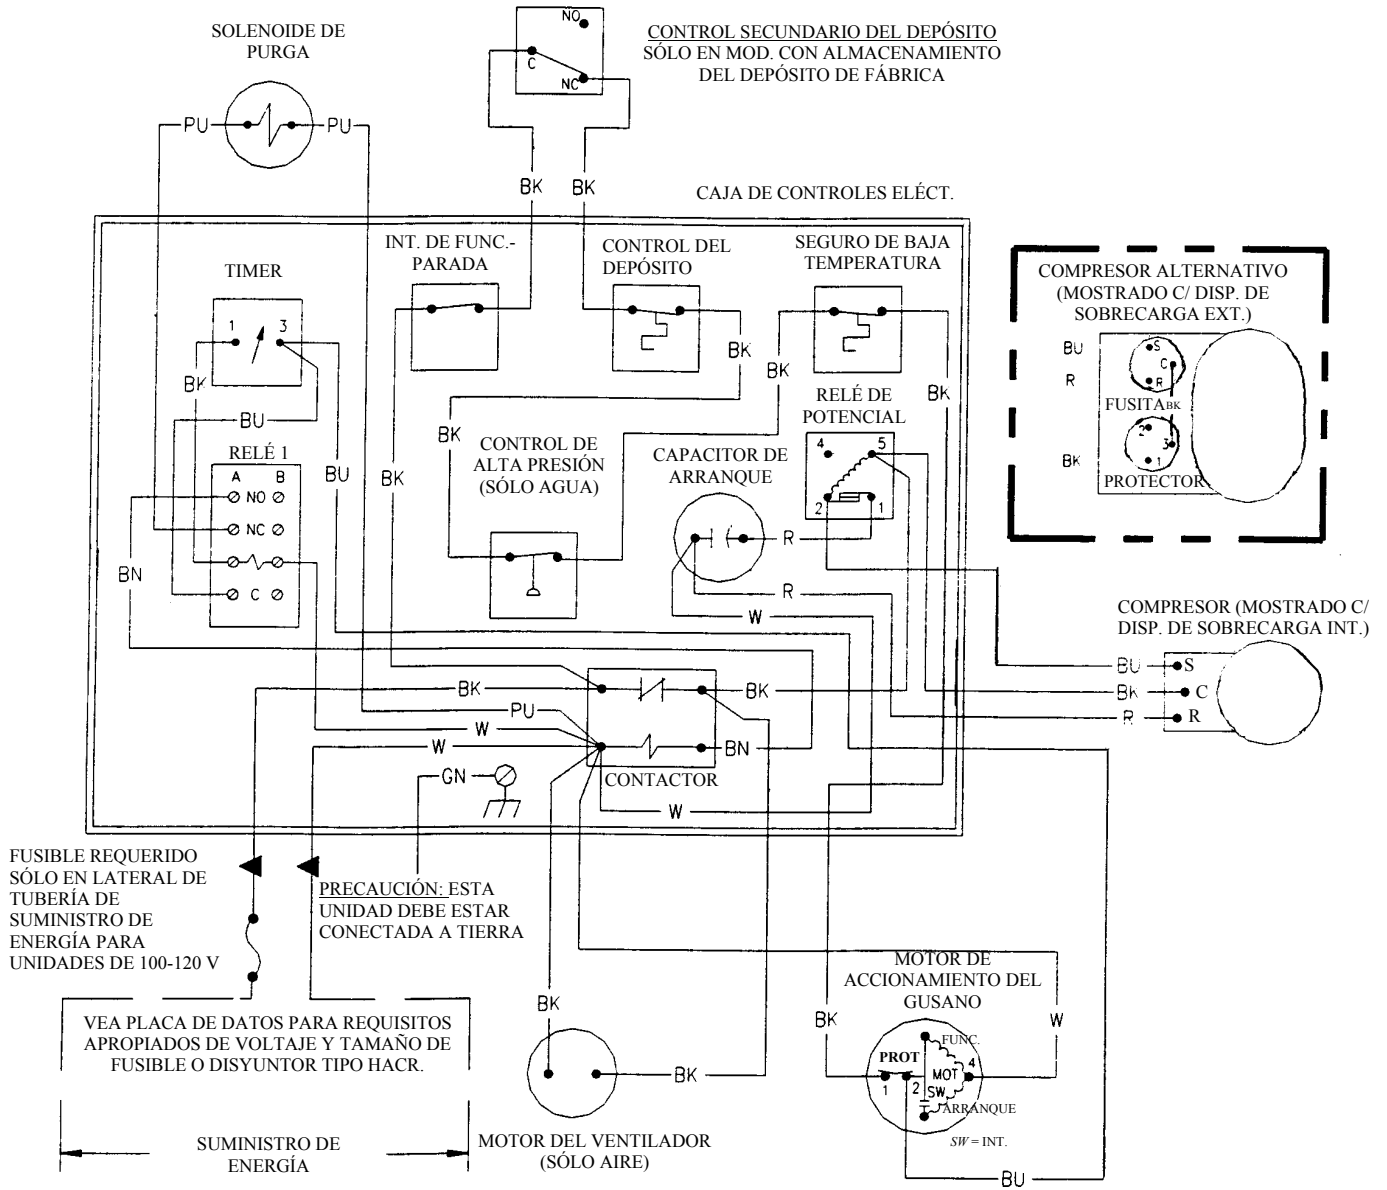 SOLENOIDE DE
PURGA
PU
PU
NO
C
NC
CONTROL SECUNDARIO DEL DEPÓSITO
SÓLO EN MOD. CON ALMACENAMIENTO
DEL DEPÓSITO DE FÁBRICA
BK
BK
CAJA DE CONTROLES ELÉCT.
TIMER
1
3
INT. DE FUNC.-
PARADA
CONTROL DEL
DEPÓSITO
SEGURO DE BAJA
TEMPERATURA
COMPRESOR ALTERNATIVO
(MOSTRADO C/ DISP. DE
SOBRECARGA EXT.)
BU
R
BK
S
C
R
FUSITA
BK
2
3
1
PROTECTOR
BK
BU
BK
BK
BK
RELÉ 1
A
B
NO
NC
C
BU
BK
BK
CONTROL DE
ALTA PRESIÓN
(SÓLO AGUA)
CAPACITOR DE
ARRANQUE
RELÉ DE
POTENCIAL
4
5
2
1
R
R
W
BN
COMPRESOR (MOSTRADO C/
DISP. DE SOBRECARGA INT.)
BU
S
BK
C
R
R
BK
BK
PU
W
W
BN
GN
CONTACTOR
W
FUSIBLE REQUERIDO
SÓLO EN LATERAL DE
TUBERÍA DE
SUMINISTRO DE
ENERGÍA PARA
UNIDADES DE 100-120 V
PRECAUCIÓN: ESTA
UNIDAD DEBE ESTAR
CONECTADA A TIERRA
BK
VEA PLACA DE DATOS PARA REQUISITOS
APROPIADOS DE VOLTAJE Y TAMAÑO DE
FUSIBLE O DISYUNTOR TIPO HACR.
SUMINISTRO DE
ENERGÍA
BK
BK
MOTOR DEL VENTILADOR
(SÓLO AIRE)
MOTOR DE
ACCIONAMIENTO DEL
GUSANO
BK
W
FUNC.
PROT
1
2
MOT
4
SW
ARRANQUE
SW = INT.
BU